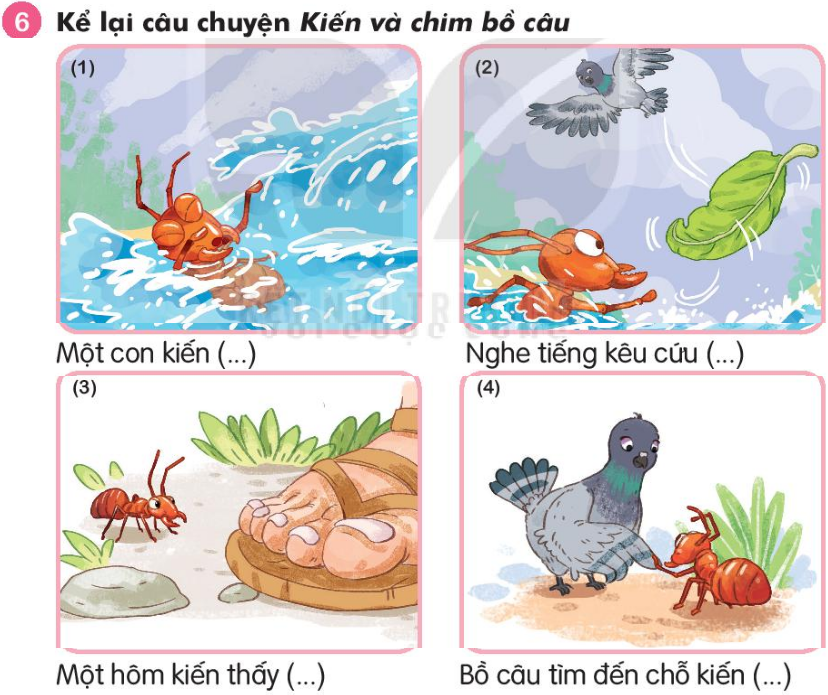 6 Kể lại câu chuyện Kiến và chim bồ câu
(1)
(2)
Một con kiến (...)
Nghe tiếng kêu cứu (...)
(3)
(4)
Một hôm kiến thấy (...)
Bồ câu tìm đến chỗ kiến (...)